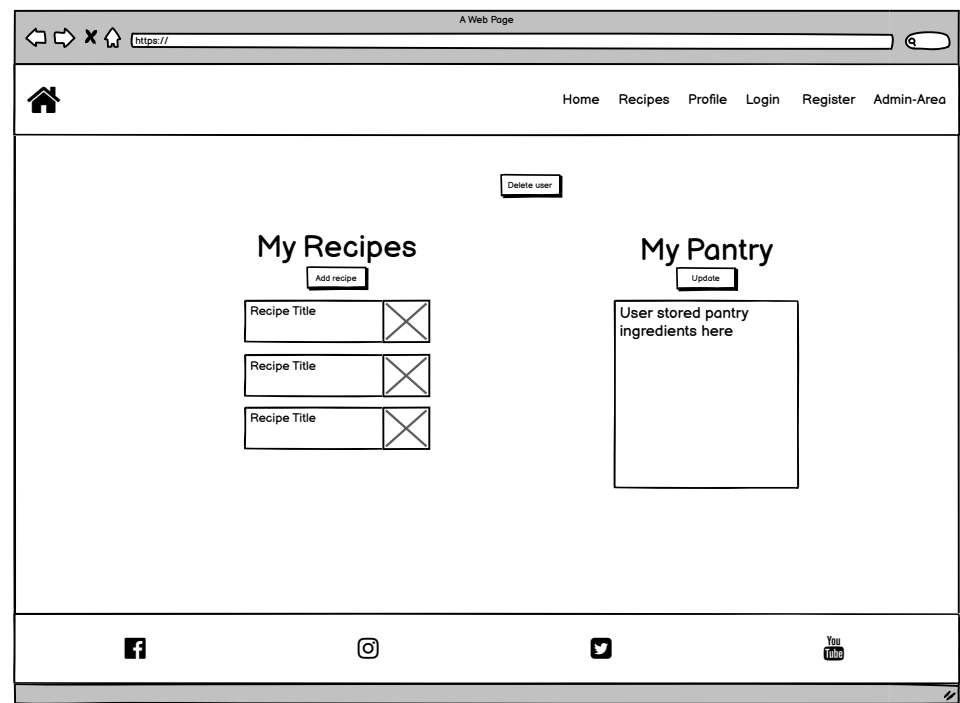 A Web Page
https://
Home Recipes Profile Login Register Admin-Area
Delete user
My Recipes
Add recipe
Recipe Title
Recipe Title
Recipe Title
My Pantry
Update
User stored pantry
ingredients here
You
Tube